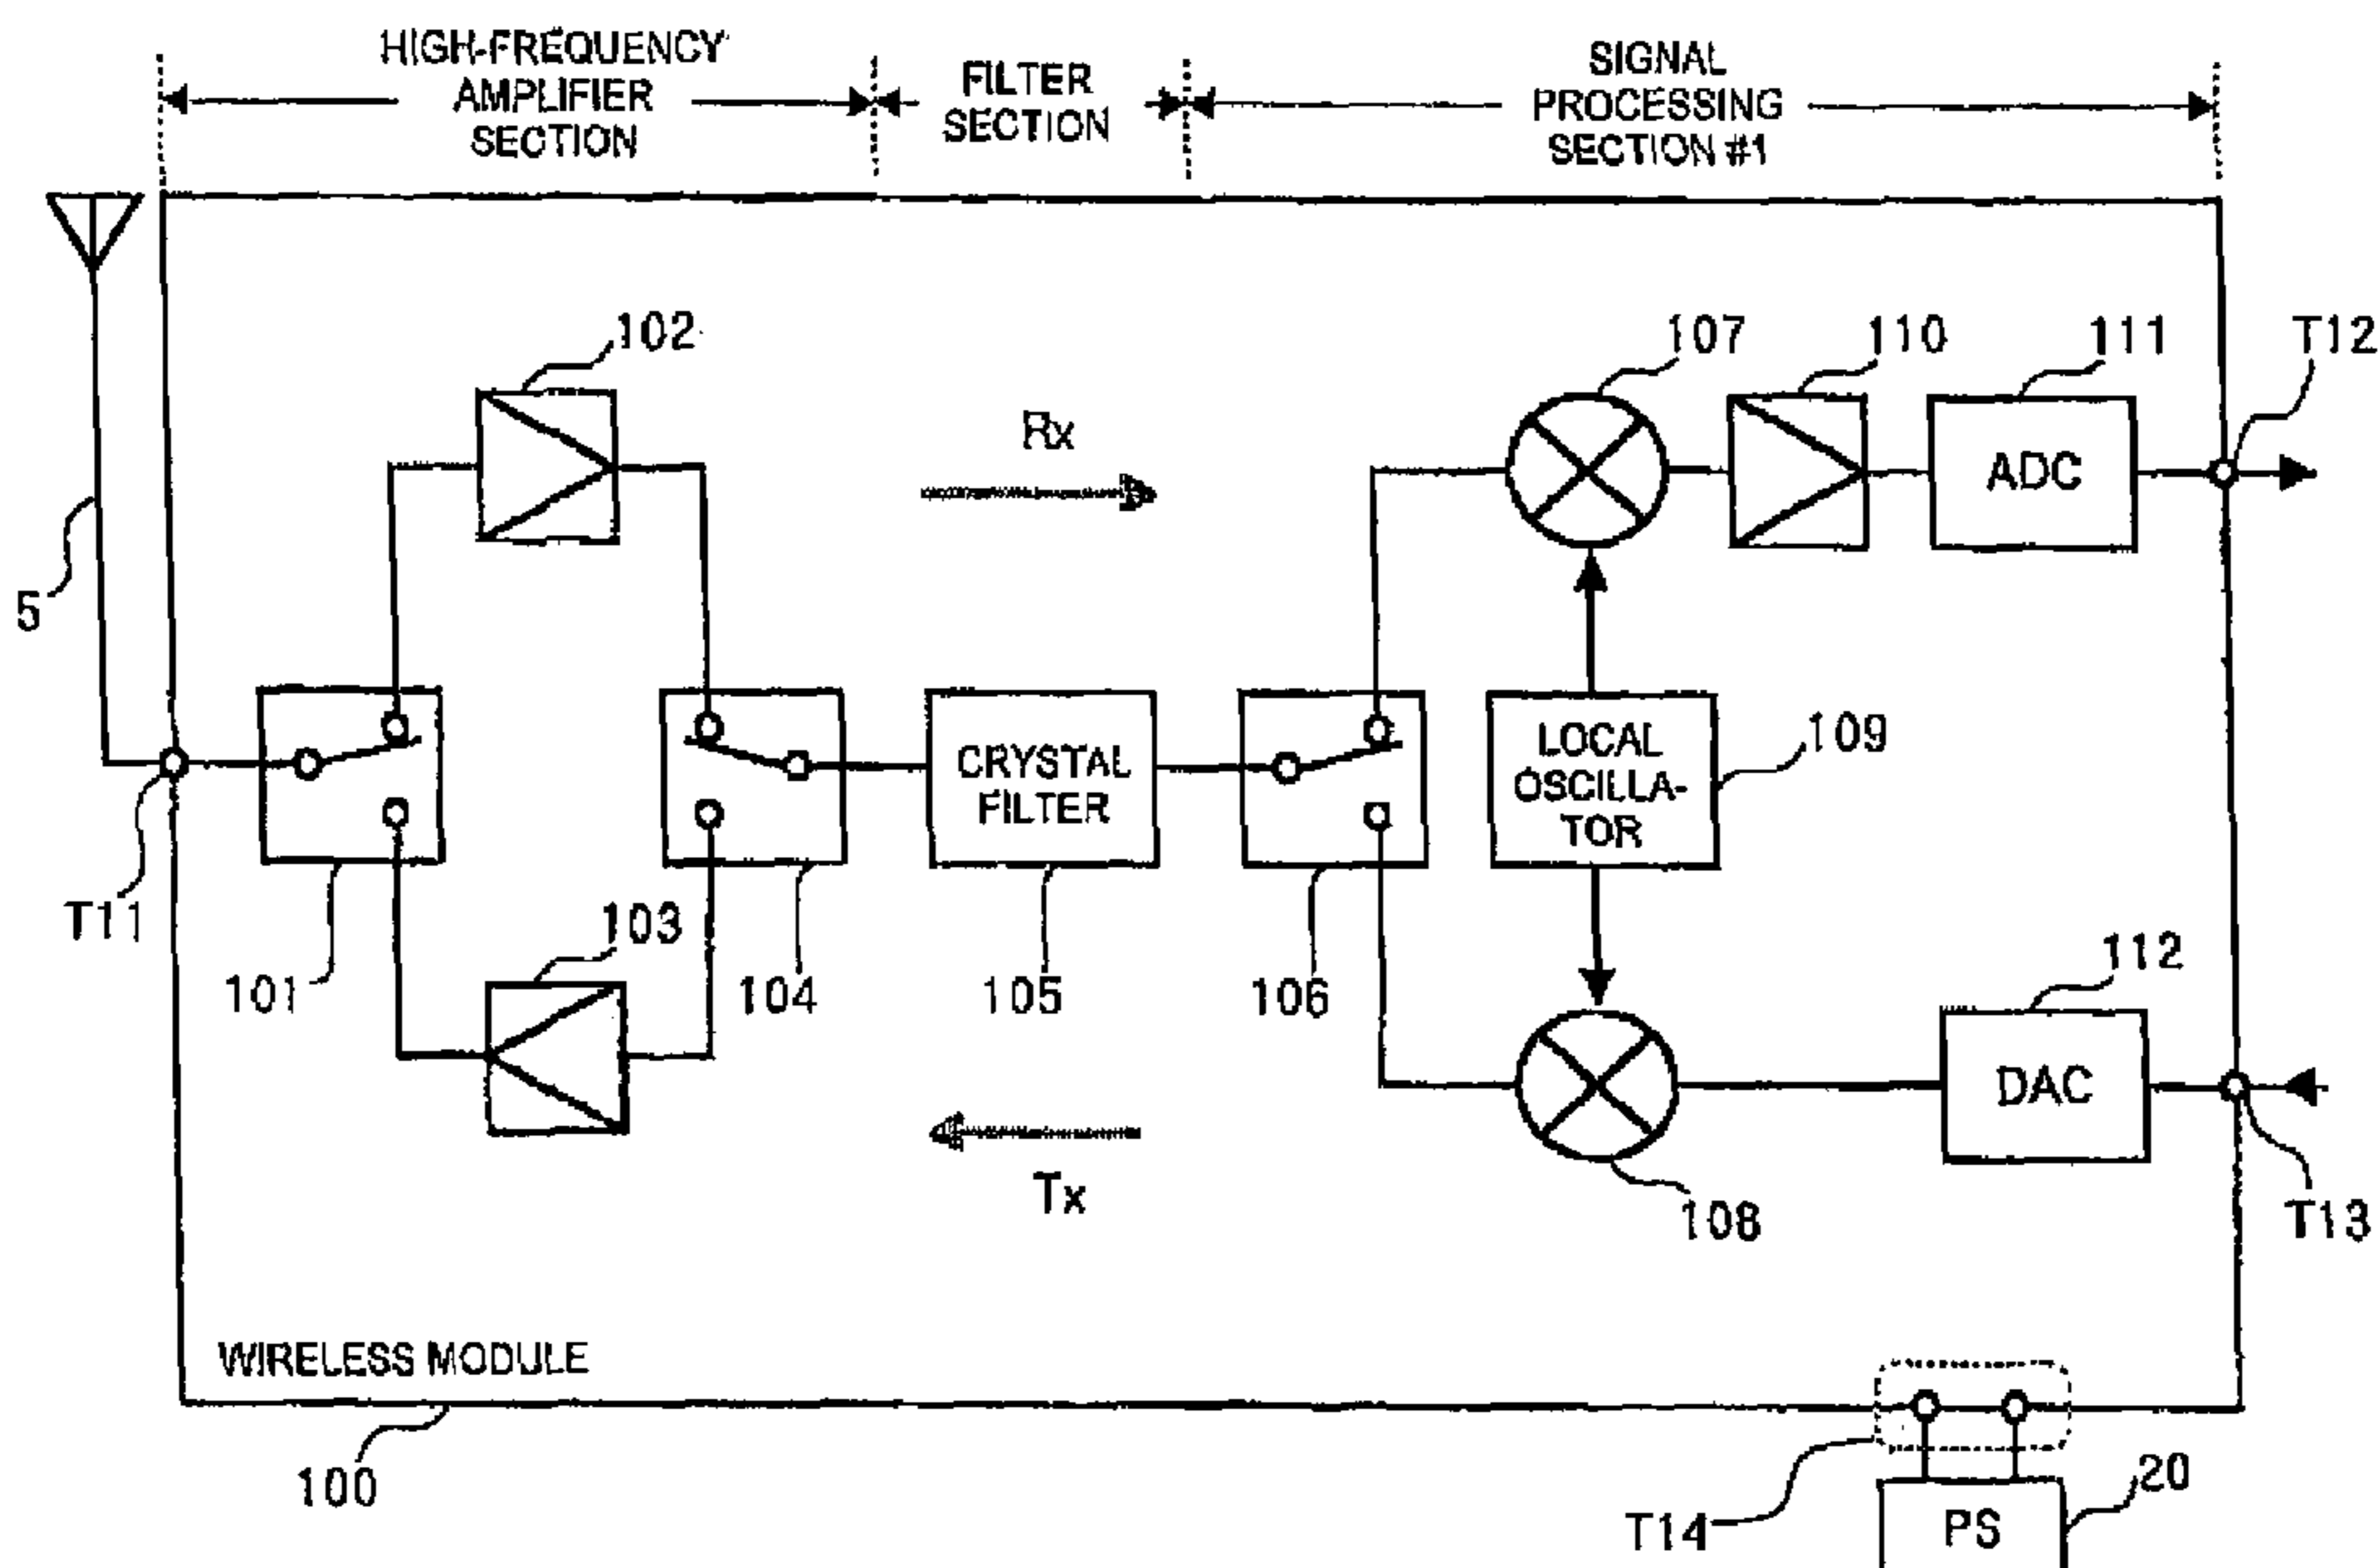 HIGH-FREQUENCY
AMPLIFIER
SECTION
FILTER
SECTION
SIGNAL
PROCESSING
SECTION #1
102
107
110
111
T12
Rx
ADC
5
CRYSTAL
FILTER
LOCAL
OSCILLA-
TOR
109
T11
101
103
104
105
106
112
DAC
Tx
108
T13
WIRELESS MODULE
100
T14
PS
20